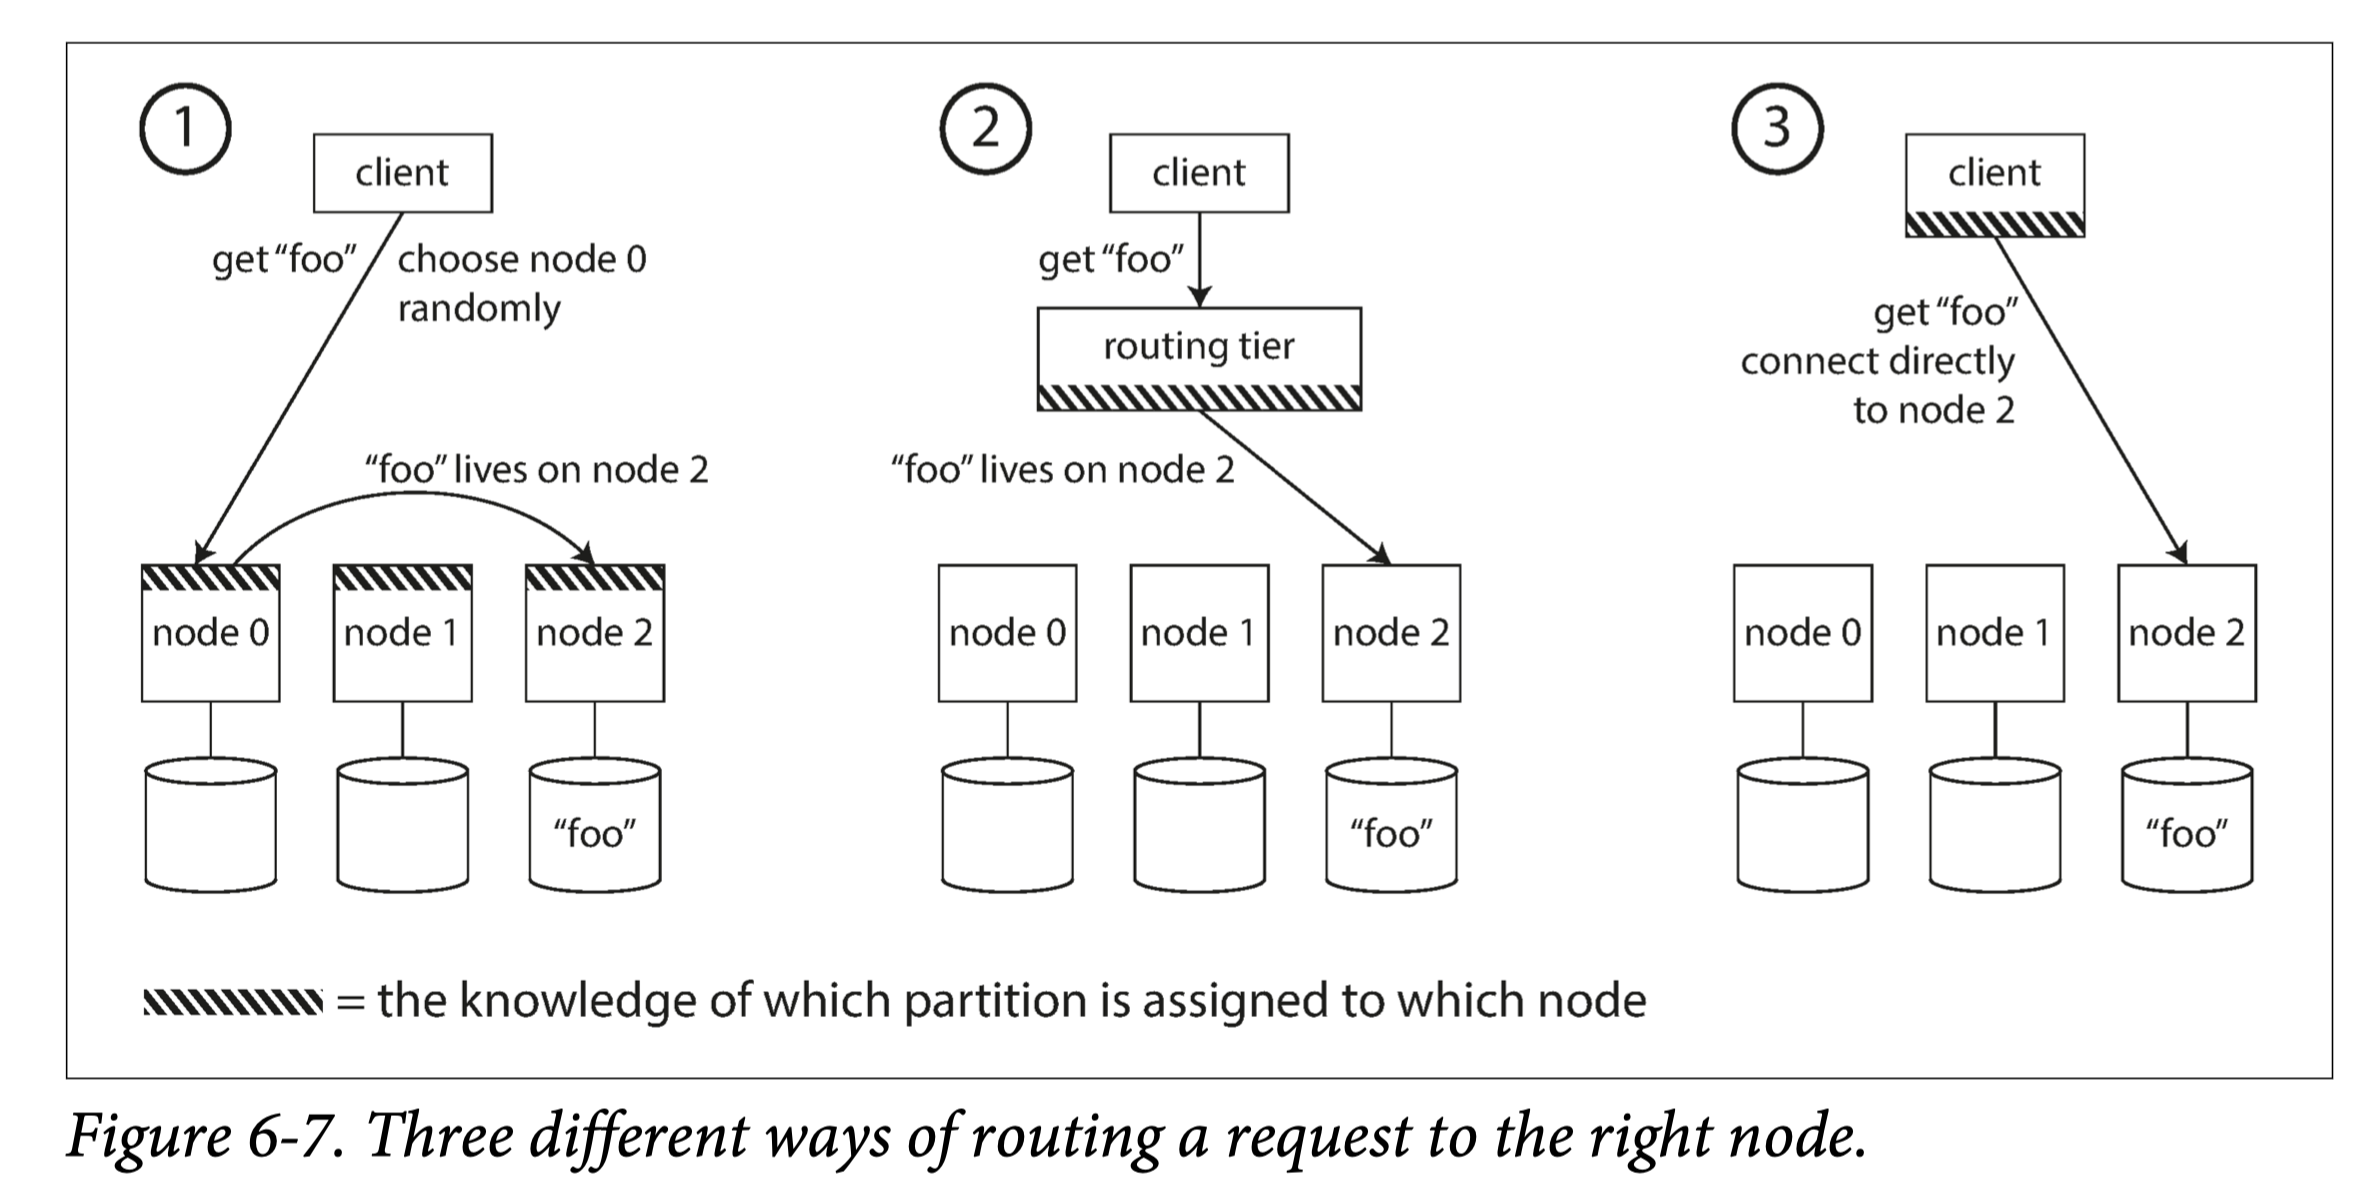 1
client
get “foo”
choose node 0
randomly
“foo” lives on node 2
node 0
node 1
node 2
“foo”
2
client
get “foo”
routing tier
“foo” lives on node 2
node 0
node 1
node 2
“foo”
3
client
get “foo”
connect directly
to node 2
node 0
node 1
node 2
“foo”
= the knowledge of which partition is assigned to which node
Figure 6-7. Three different ways of routing a request to the right node.